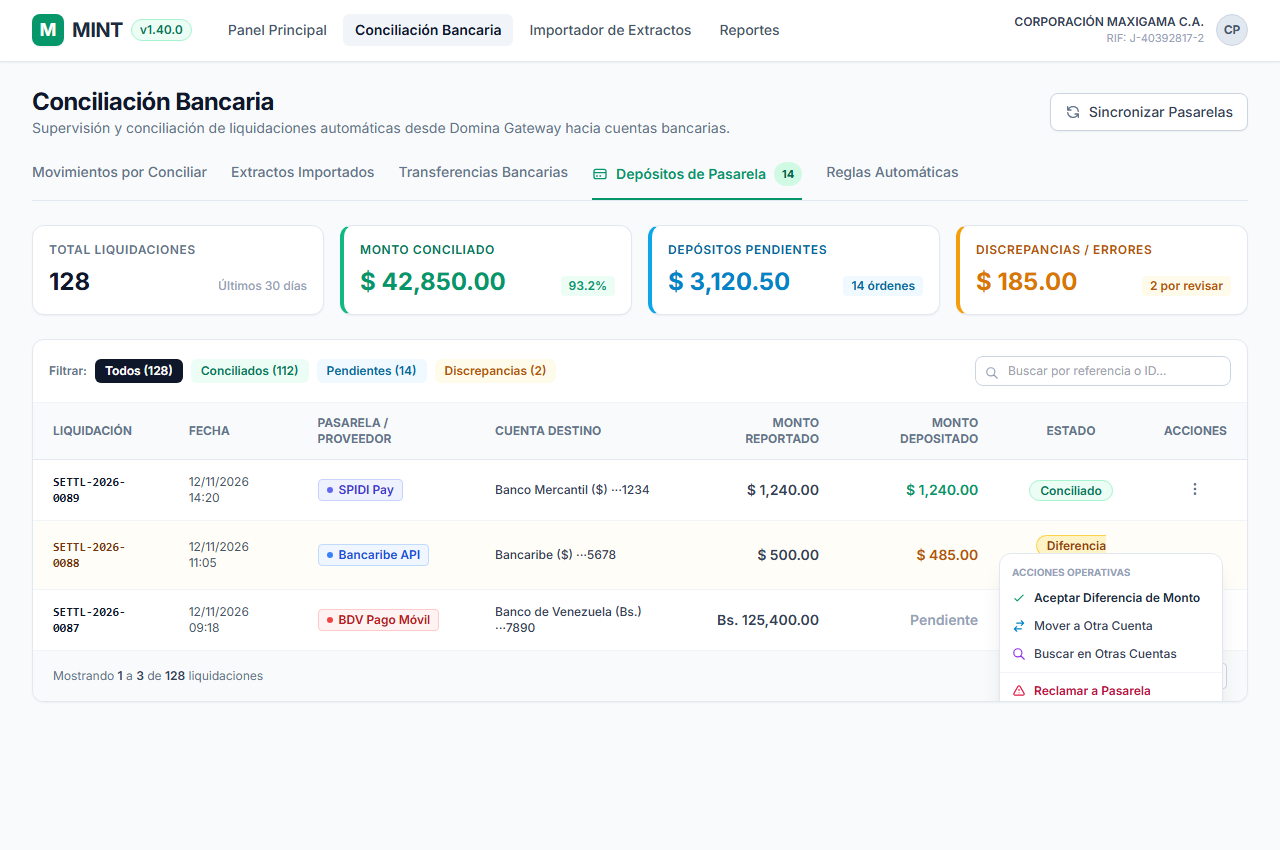 M MINT v1.40.0 Panel Principal Conciliación Bancaria Importador de Extractos Reportes CORPORACIÓN MAXIGAMA C.A. CP
RIF: J-40392817-2
Conciliación Bancaria
Supervisión y conciliación de liquidaciones automáticas desde Domina Gateway hacia cuentas bancarias.
Sincronizar Pasarelas
Movimientos por Conciliar Extractos Importados Transferencias Bancarias Depósitos de Pasarela 14 Reglas Automáticas
TOTAL LIQUIDACIONES
128 Últimos 30 días
MONTO CONCILIADO
$ 42,850.00 93.2%
DEPÓSITOS PENDIENTES
$ 3,120.50 14 órdenes
DISCREPANCIAS / ERRORES
$ 185.00 2 por revisar
Filtrar: Todos (128) Conciliados (112) Pendientes (14) Discrepancias (2) Buscar por referencia o ID...
LIQUIDACIÓN FECHA PASARELA / PROVEEDOR CUENTA DESTINO MONTO REPORTADO MONTO DEPOSITADO ESTADO ACCIONES
SETTL-2026-
0089
12/11/2026
14:20
SPIDI Pay
Banco Mercantil ($) ···1234
$ 1,240.00
$ 1,240.00
Conciliado
SETTL-2026-
0088
12/11/2026
11:05
Bancaribe API
Bancaribe ($) ···5678
$ 500.00
$ 485.00
Diferencia
SETTL-2026-
0087
12/11/2026
09:18
BDV Pago Móvil
Banco de Venezuela (Bs.)
···7890
Bs. 125,400.00
Pendiente
ACCIONES OPERATIVAS
Aceptar Diferencia de Monto
Mover a Otra Cuenta
Buscar en Otras Cuentas
Reclamar a Pasarela
Mostrando 1 a 3 de 128 liquidaciones